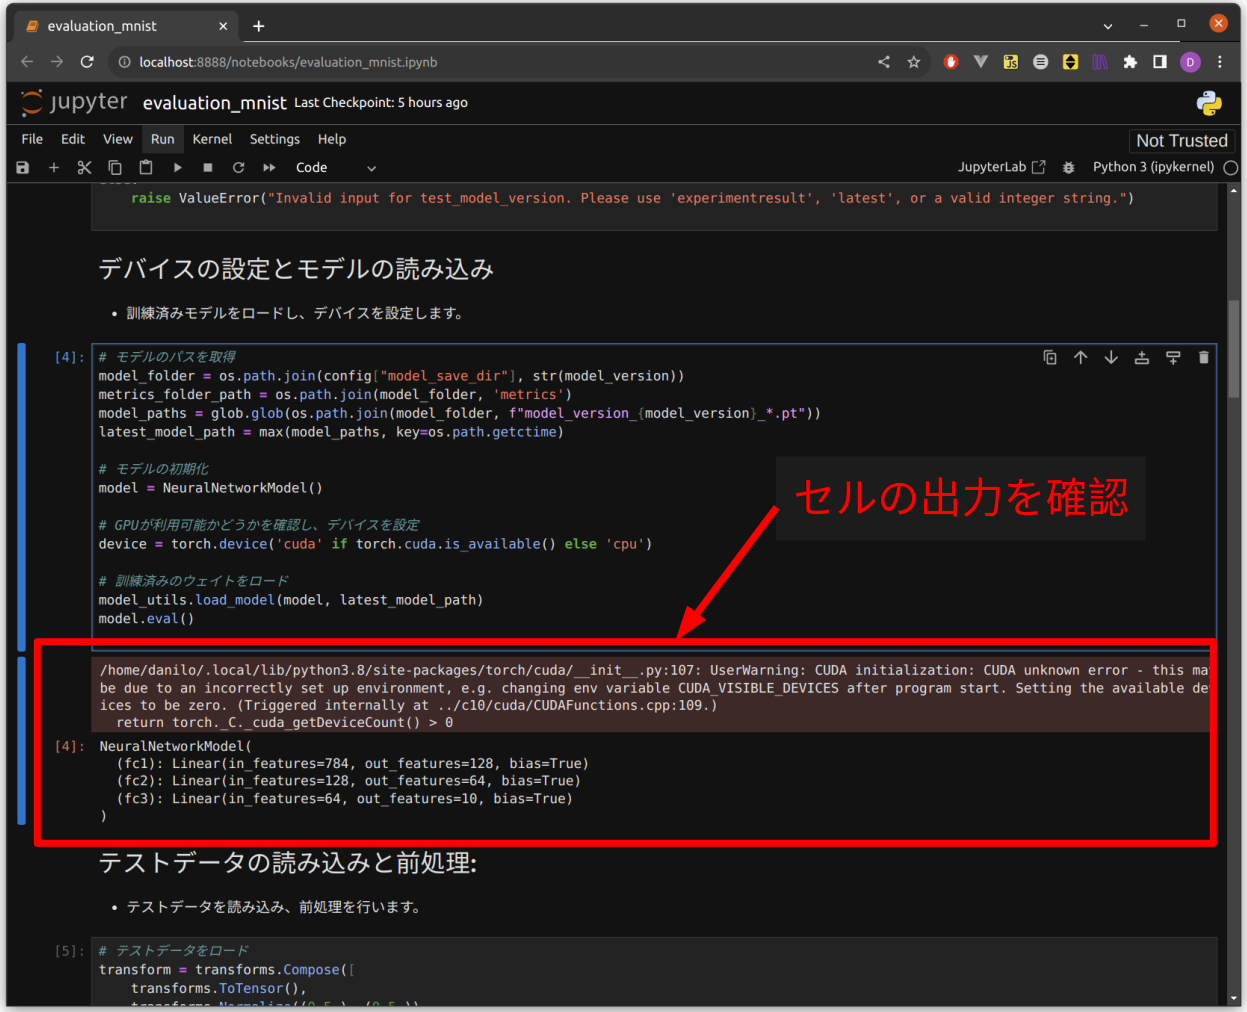 evaluation_mnist
localhost:8888/notebooks/evaluation_mnist.ipynb
D
jupyter evaluation_mnist Last Checkpoint: 5 hours ago
File Edit View Run Kernel Settings Help
Not Trusted
Code
JupyterLab
Python 3 (ipykernel)
raise ValueError("Invalid input for test_model_version. Please use 'experimentresult', 'latest', or a valid integer string.")
デバイスの設定とモデルの読み込み
• 訓練済みモデルをロードし、デバイスを設定します。
[4]:
# モデルのパスを取得
model_folder = os.path.join(config["model_save_dir"], str(model_version))
metrics_folder_path = os.path.join(model_folder, 'metrics')
model_paths = glob.glob(os.path.join(model_folder, f"model_version_{model_version}_*.pt"))
latest_model_path = max(model_paths, key=os.path.getctime)
# モデルの初期化
model = NeuralNetworkModel()
セルの出力を確認
# GPUが利用可能かどうかを確認し、デバイスを設定
device = torch.device('cuda' if torch.cuda.is_available() else 'cpu')
# 訓練済みのウェイトをロード
model_utils.load_model(model, latest_model_path)
model.eval()
/home/danilo/.local/lib/python3.8/site-packages/torch/cuda/__init__.py:107: UserWarning: CUDA initialization: CUDA unknown error - this ma
be due to an incorrectly set up environment, e.g. changing env variable CUDA_VISIBLE_DEVICES after program start. Setting the available de
ices to be zero. (Triggered internally at ../c10/cuda/CUDAFunctions.cpp:109.)
return torch._C._cuda_getDeviceCount() > 0
[4]:
NeuralNetworkModel(
(fc1): Linear(in_features=784, out_features=128, bias=True)
(fc2): Linear(in_features=128, out_features=64, bias=True)
(fc3): Linear(in_features=64, out_features=10, bias=True)
)
テストデータの読み込みと前処理:
• テストデータを読み込み、前処理を行います。
[5]:
# テストデータをロード
transform = transforms.Compose([
transforms.ToTensor(),